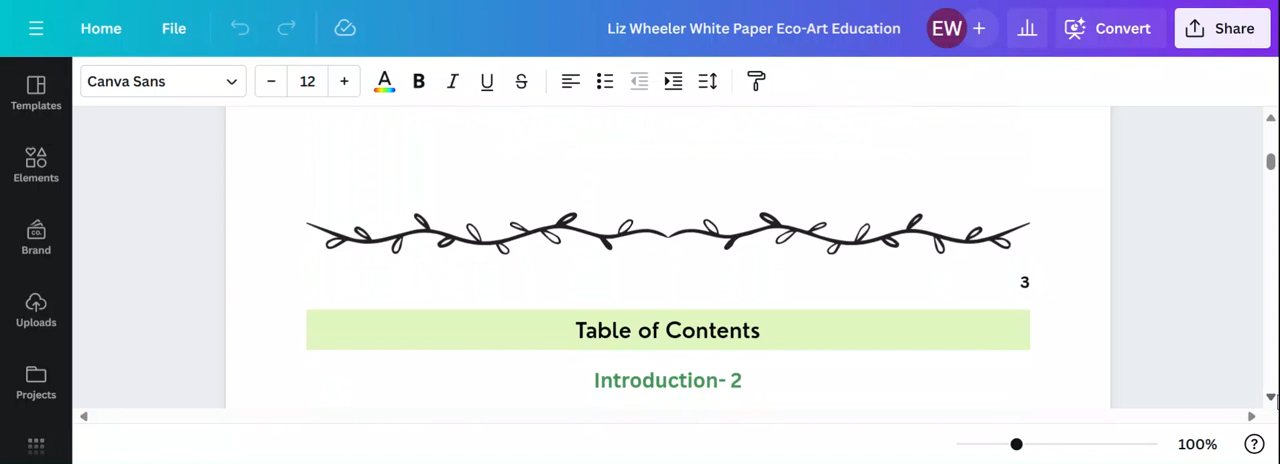 Home File Liz Wheeler White Paper Eco-Art Education EW + Convert Share
Canva Sans - 12 + A B I U S
Templates
Elements
Brand
Uploads
Projects
3
Table of Contents
Introduction- 2
100% ?